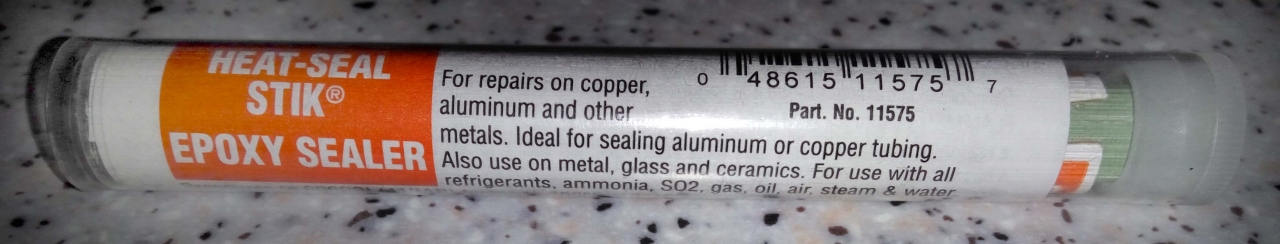 HEAT-SEAL
STIK®
EPOXY SEALER
For repairs on copper,
aluminum and other
metals. Ideal for sealing aluminum or copper tubing.
Also use on metal, glass and ceramics. For use with all
refrigerants, ammonia, SO2, gas, oil, air, steam & water
0 48615 11575 7
Part. No. 11575